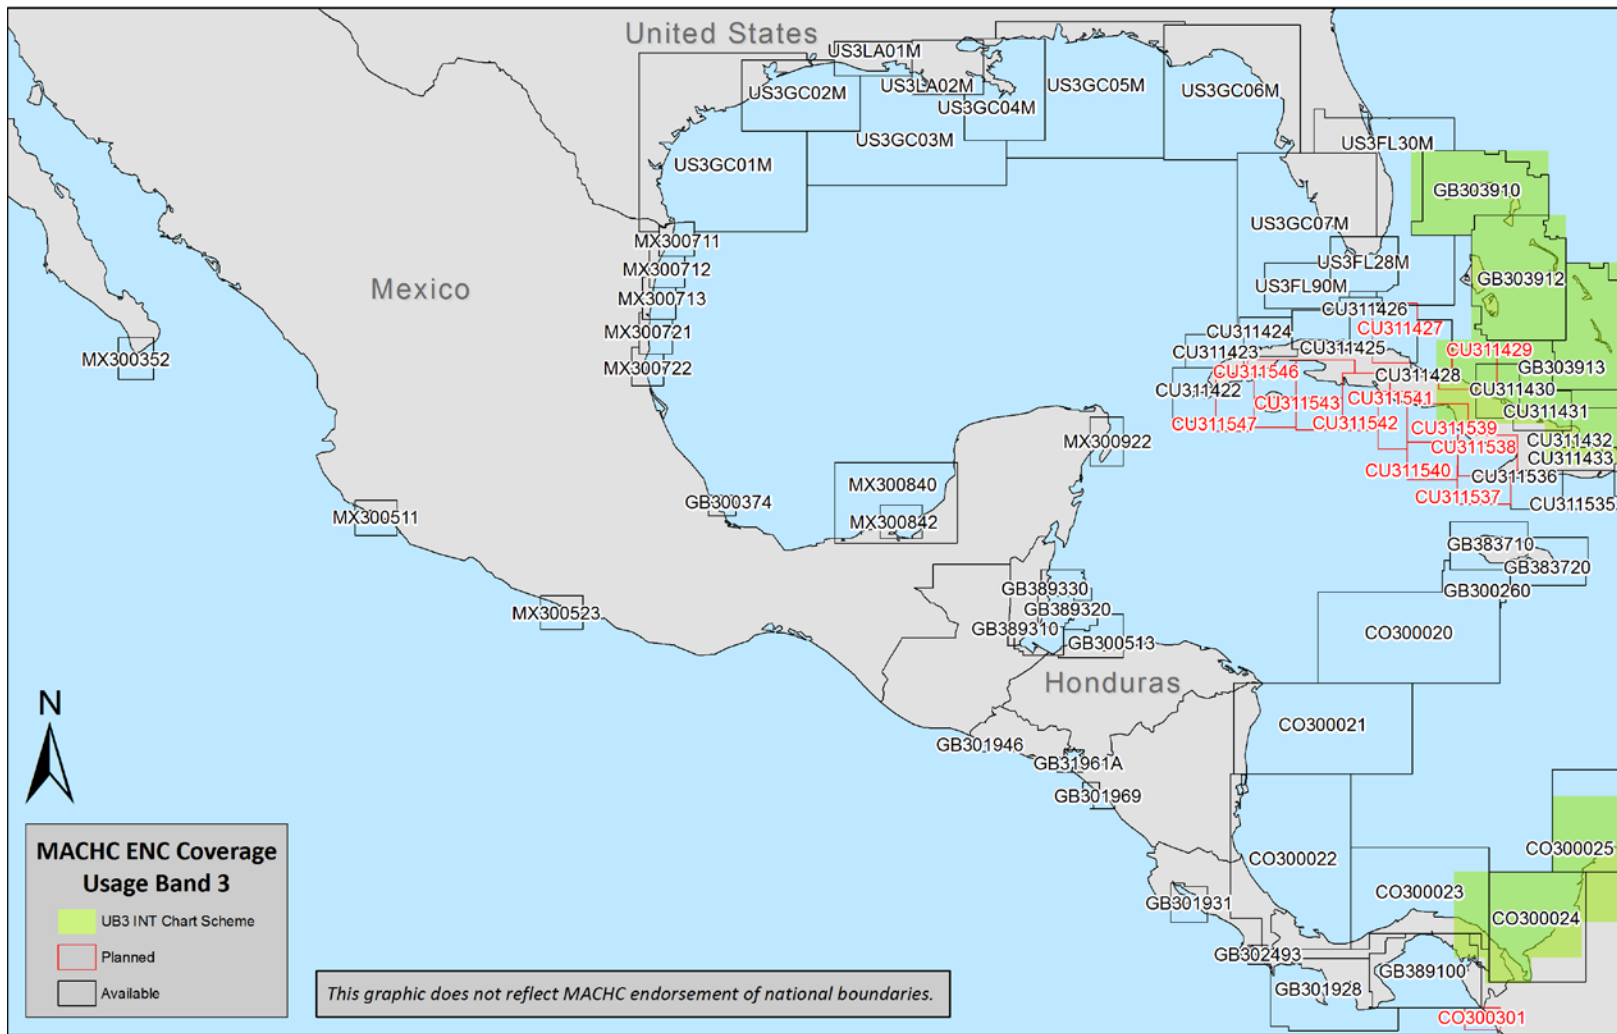 United States
US3LA01M
US3GC02M
US3LA02M
US3GC04M
US3GC05M
US3GC06M
US3GC03M
US3FL30M
US3GC01M
GB303910
US3GC07M
MX300711
MX300712
US3FL28M
GB303912
Mexico
US3FL90M
MX300713
CU311426
MX300721
CU311424
CU311427
MX300352
CU311423
CU311425
CU311429
MX300722
CU311546
CU311428
GB303913
CU311422
CU311543
CU311541
CU311430
CU311547
CU311542
CU311539
CU311431
MX300922
CU311538
CU311432
CU311433
CU311540
CU311536
MX300840
GB300374
CU311537
CU311535
MX300511
MX300842
GB383710
GB383720
GB389330
GB300260
MX300523
GB389320
GB389310
GB300513
CO300020
Honduras
N
CO300021
GB301946
GB31961A
GB301969
MACHC ENC Coverage
Usage Band 3
UB3 INT Chart Scheme
Planned
Available
CO300022
CO300025
CO300023
GB301931
CO300024
GB302493
GB389100
GB301928
This graphic does not reflect MACHC endorsement of national boundaries.
CO300301